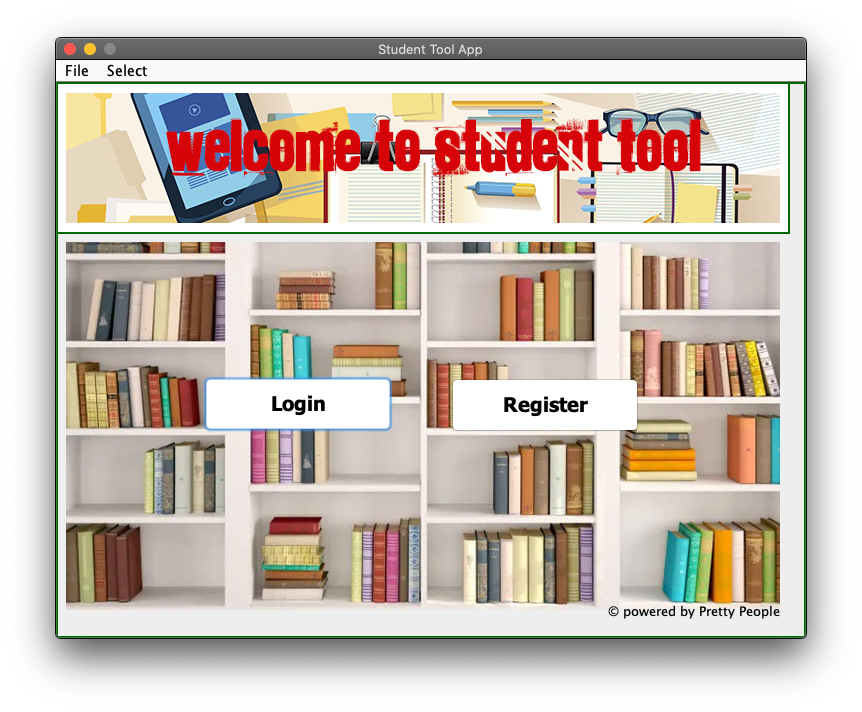 Student Tool App
File Select
welcome to student tool
Login Register
© powered by Pretty People